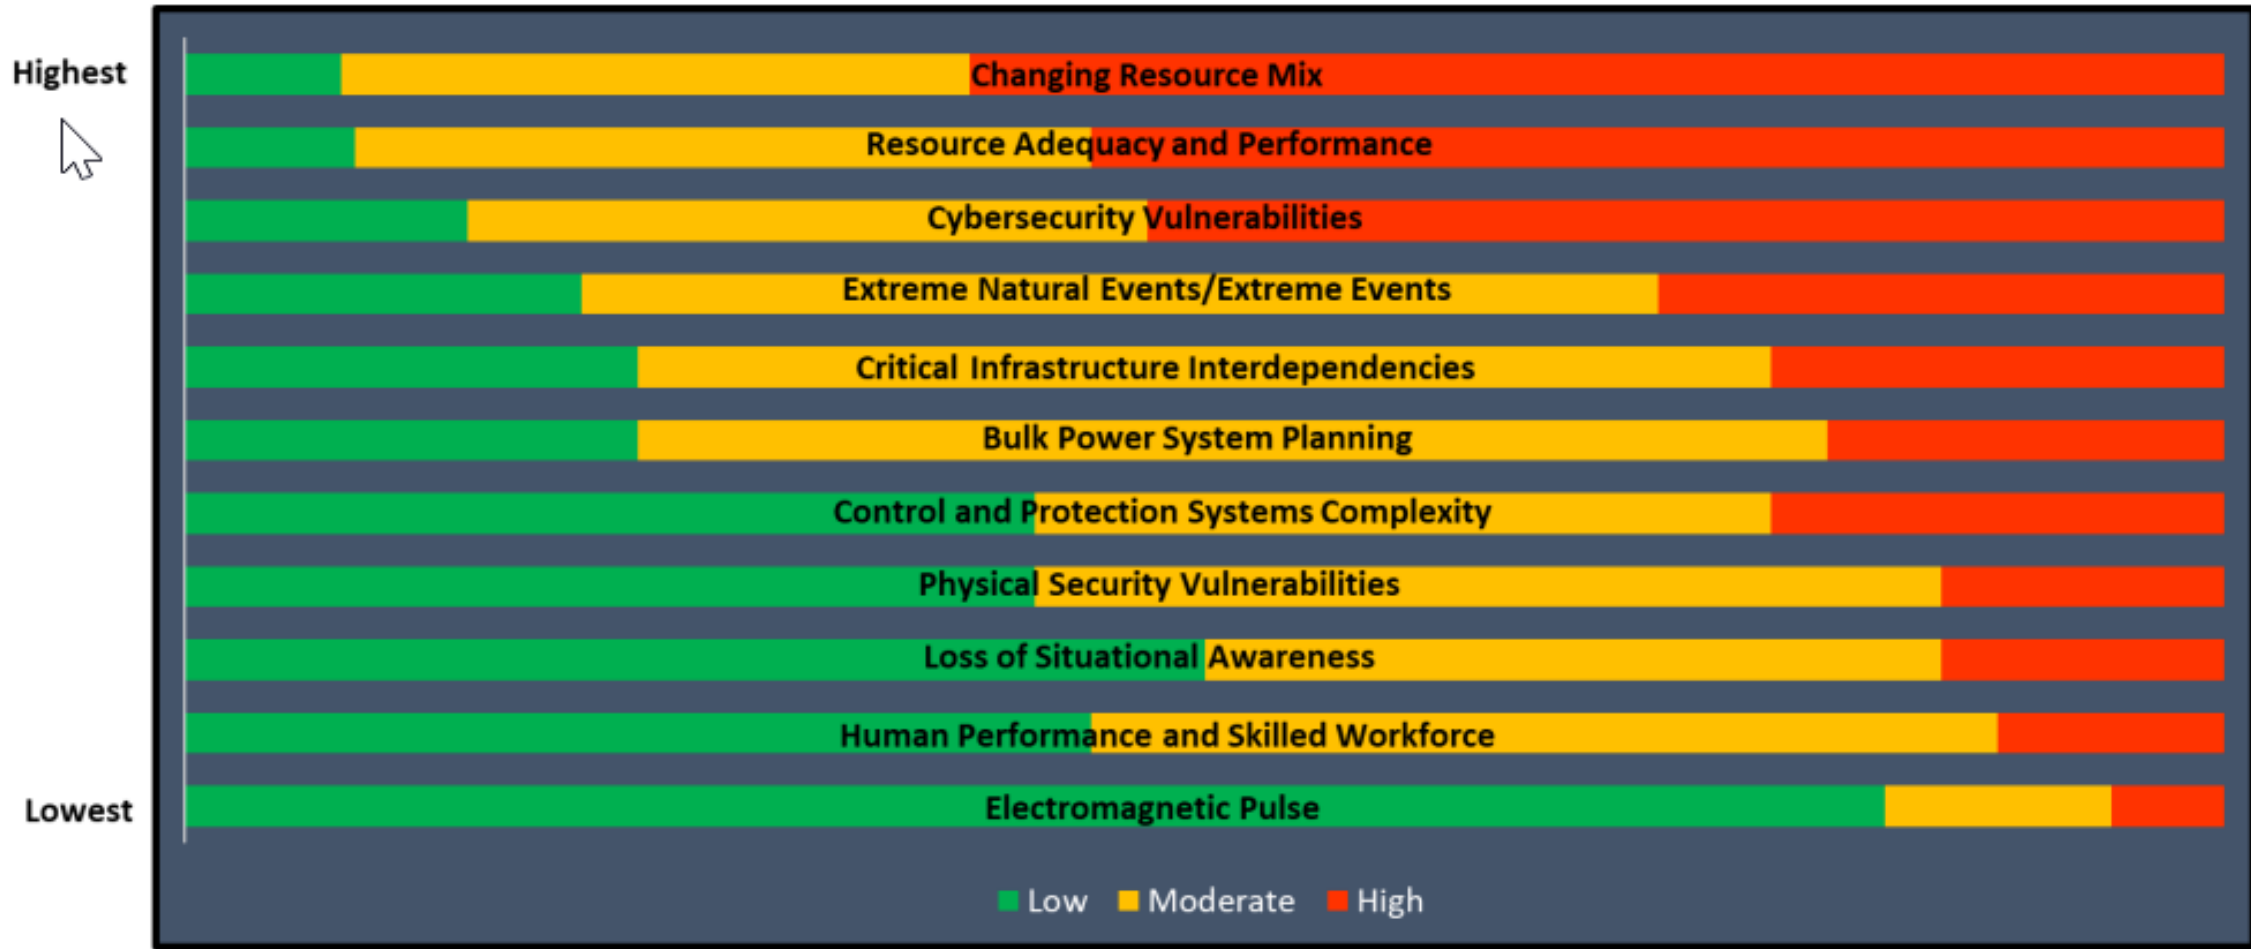 Highest
Changing Resource Mix
Resource Adequacy and Performance
Cybersecurity Vulnerabilities
Extreme Natural Events/Extreme Events
Critical Infrastructure Interdependencies
Bulk Power System Planning
Control and Protection Systems Complexity
Physical Security Vulnerabilities
Loss of Situational Awareness
Human Performance and Skilled Workforce
Lowest
Electromagnetic Pulse
Low Moderate High